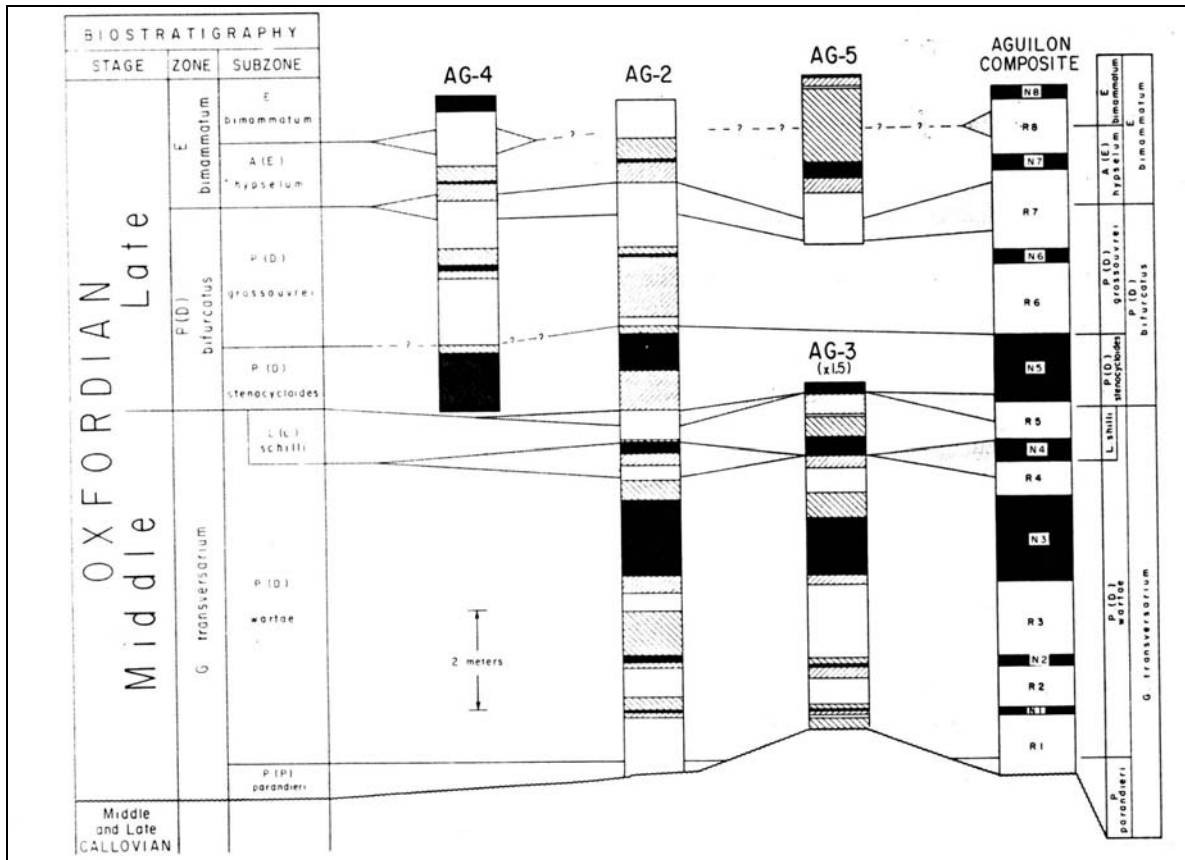 BIOSTRATIGRAPHY
STAGE
ZONE
SUBZONE
OXFORDIAN
Late
Middle
E
bimammatum
P(D)
bifurcatus
G transversarium
E
bimammatum
A(E)
hypselum
P(D)
grossouvrei
P(D)
stenocycloides
schilli
P(D)
wartae
P(P)
parandieri
Middle
and Late
CALLOVIAN
AG-4
AG-2
AG-5
AG-3
(x1.5)
? ? ? ? ? ?
? ?
2 meters
AGUILON
COMPOSITE
N8
R8
N7
R7
N6
R6
N5
R5
N4
R4
N3
R3
N2
R2
N1
R1
E
bimammatum
A(E)
hypselum
P(D)
grossouvrei
P(D)
stenocycloides
L shilli
P(D)
wartae
P
parandieri
E
bimammatum
P(D)
bifurcatus
G transversarium